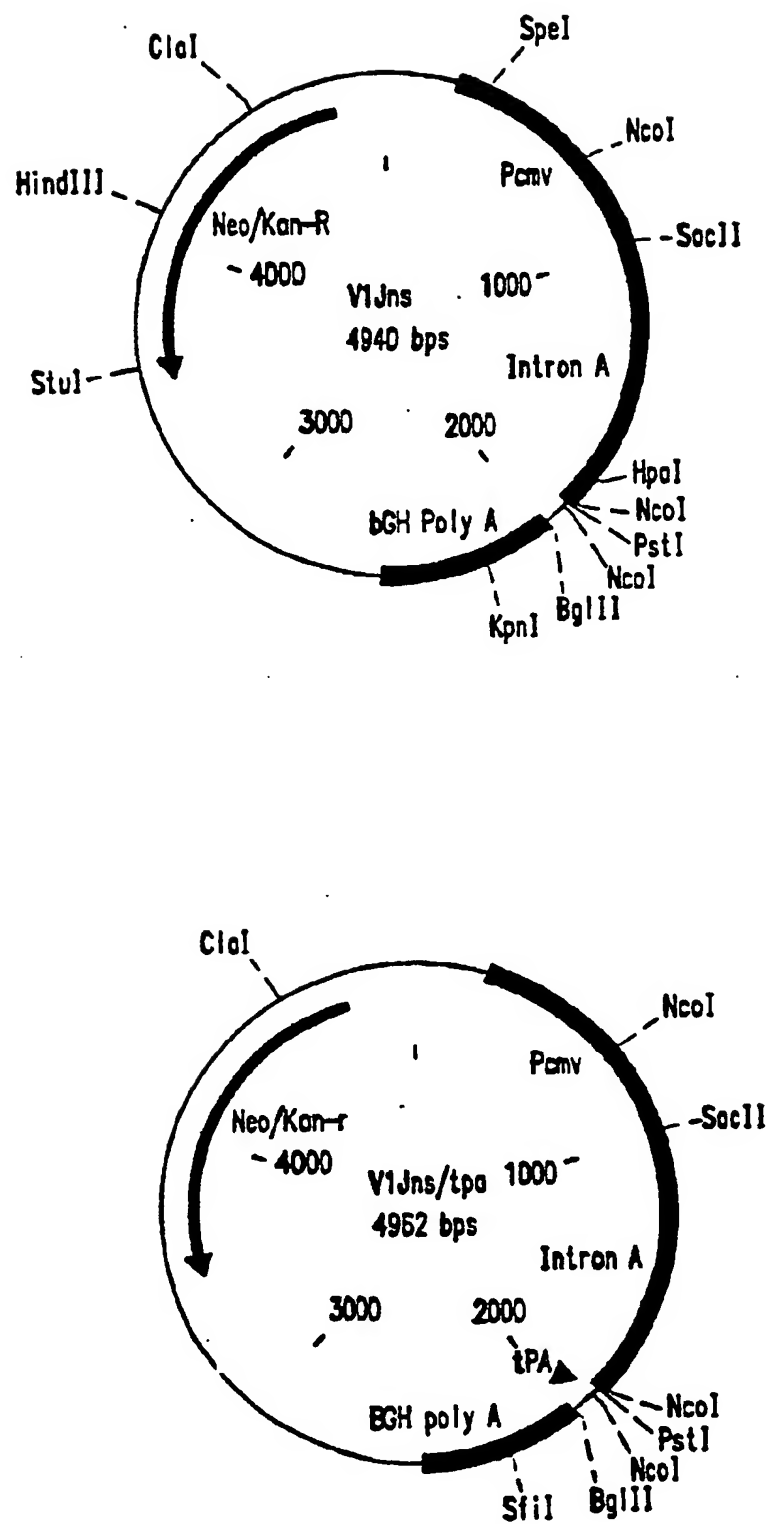 SpeI
ClaI
NcoI
HindIII
Pcmv
SacII
Neo/Kan-R
4000
V1Jns
4940 bps
1000
StuI
Intron A
3000
2000
HpaI
NcoI
PstI
NcoI
bGH Poly A
BglII
KpnI
ClaI
NcoI
Pcmv
SacII
Neo/Kan-r
4000
V1Jns/tpa
4962 bps
1000
Intron A
3000
2000
tPA
NcoI
PstI
NcoI
BGH poly A
BglII
SfiI